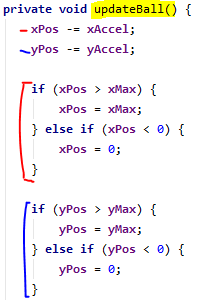 private void updateBall() {
xPos -= xAccel;
yPos -= yAccel;
if (xPos > xMax) {
xPos = xMax;
} else if (xPos < 0) {
xPos = 0;
}
if (yPos > yMax) {
yPos = yMax;
} else if (yPos < 0) {
yPos = 0;
}